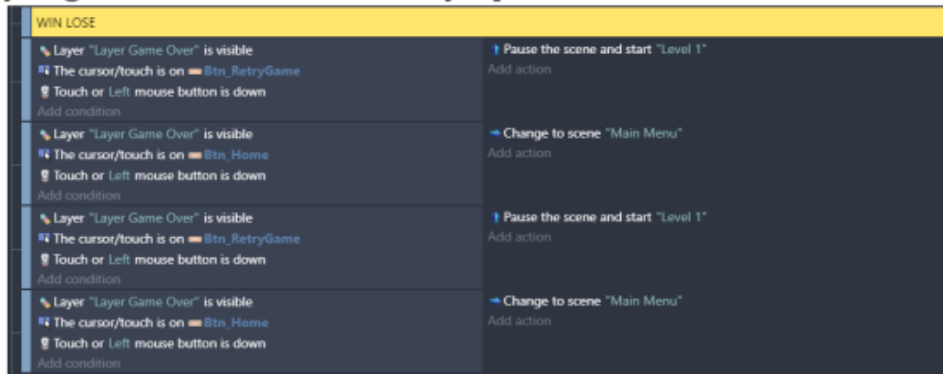 WIN LOSE
Layer "Layer Game Over" is visible
The cursor/touch is on Btn_RetryGame
Touch or Left mouse button is down
Add condition
Pause the scene and start "Level 1"
Add action
Layer "Layer Game Over" is visible
The cursor/touch is on Btn_Home
Touch or Left mouse button is down
Add condition
Change to scene "Main Menu"
Add action
Layer "Layer Game Over" is visible
The cursor/touch is on Btn_RetryGame
Touch or Left mouse button is down
Add condition
Pause the scene and start "Level 1"
Add action
Layer "Layer Game Over" is visible
The cursor/touch is on Btn_Home
Touch or Left mouse button is down
Add condition
Change to scene "Main Menu"
Add action